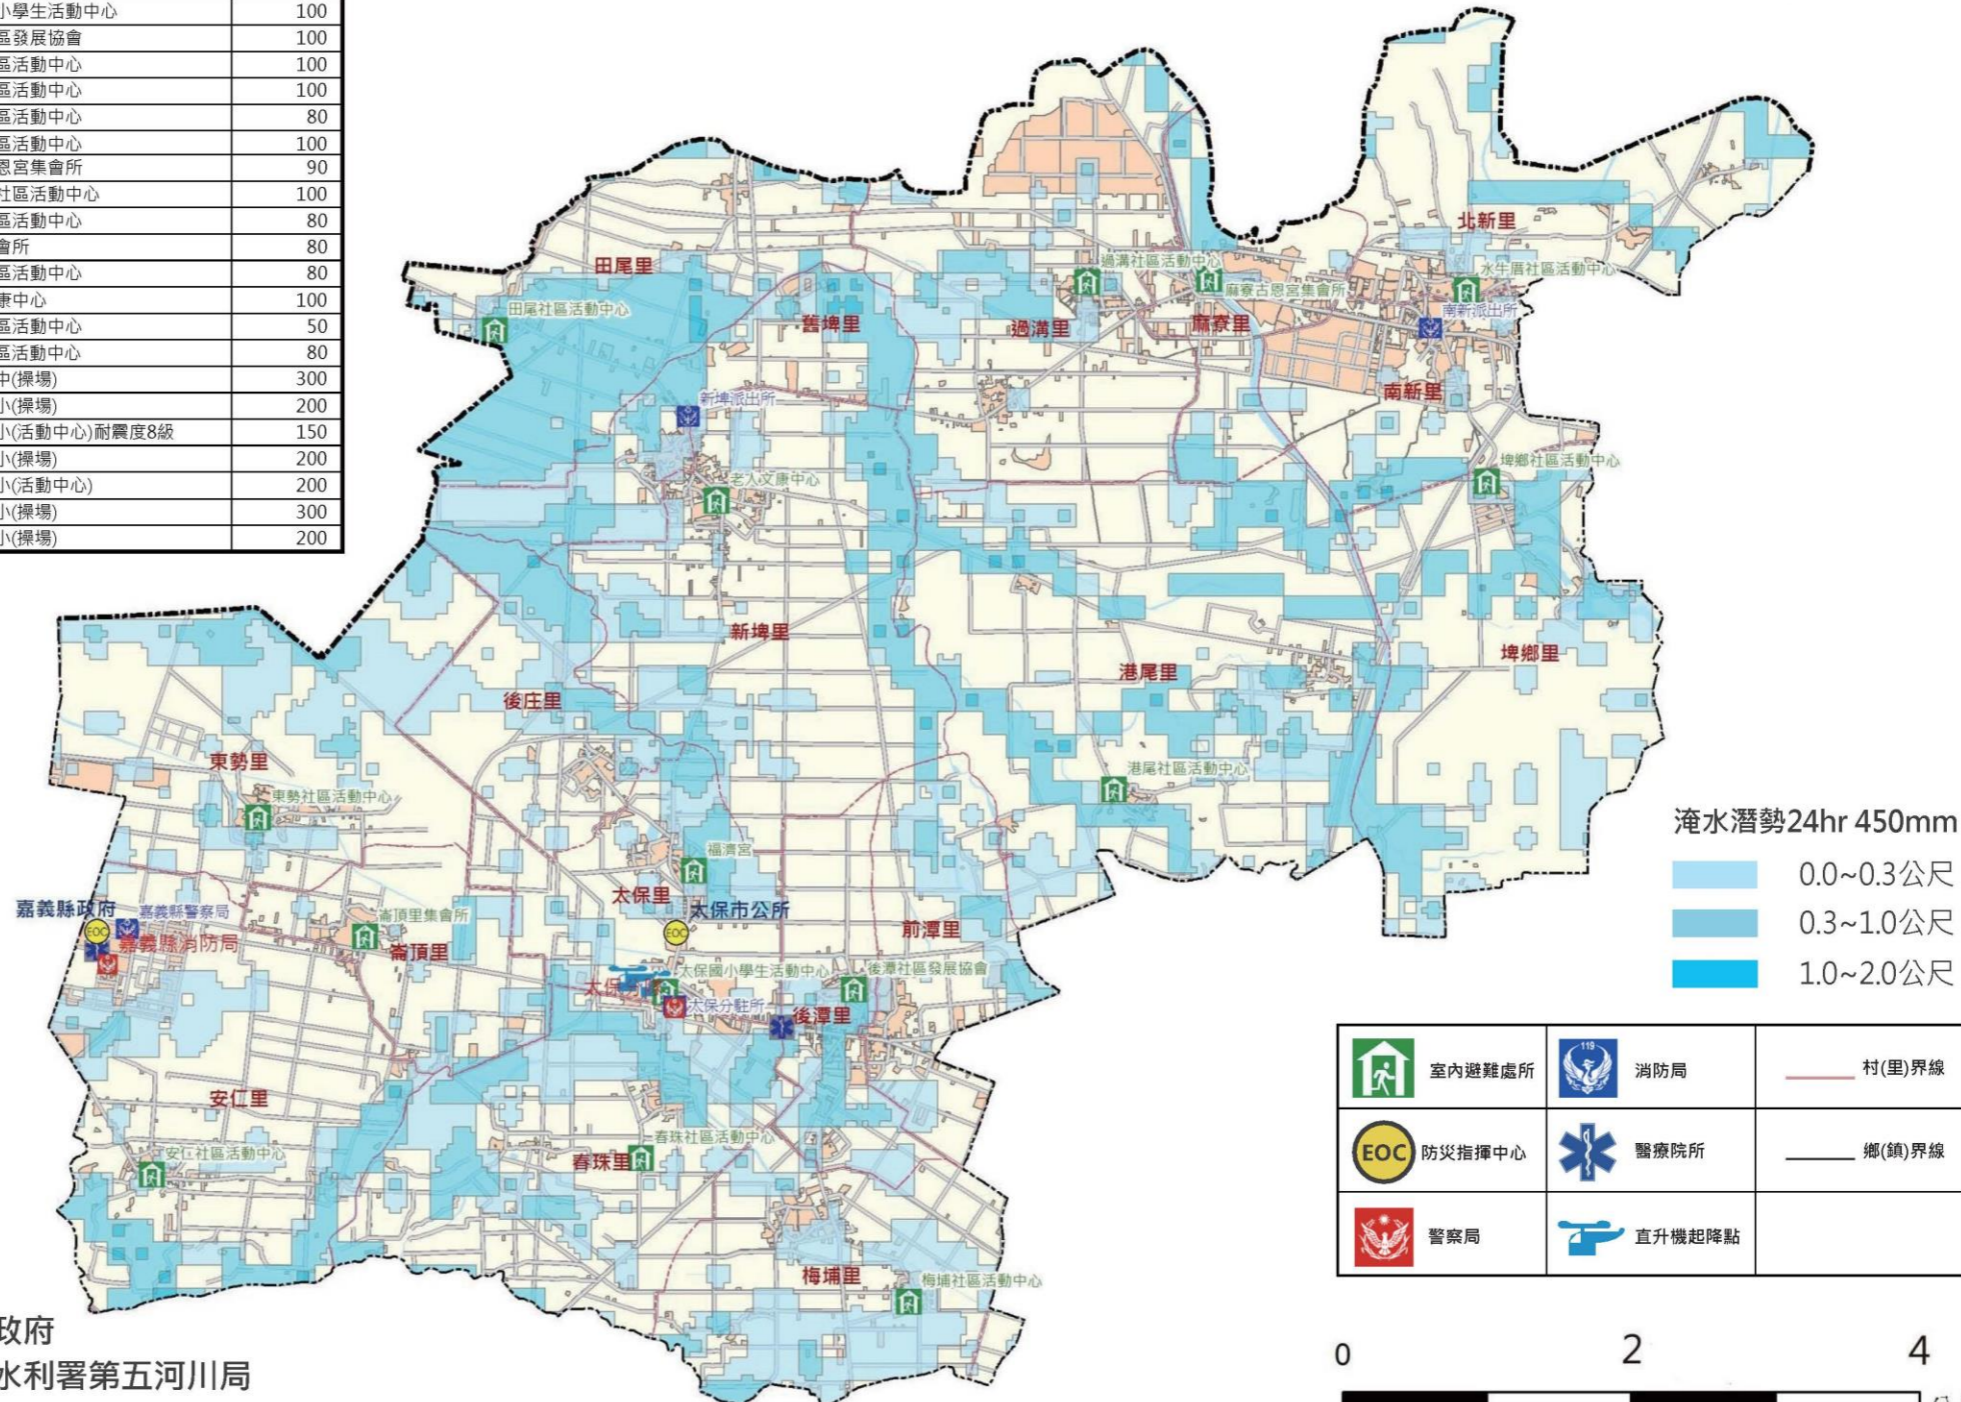 小學生活動中心 100
區發展協會 100
區活動中心 100
區活動中心 100
區活動中心 80
區活動中心 100
恩宮集會所 90
社區活動中心 100
區活動中心 80
會所 80
區活動中心 80
康中心 100
區活動中心 50
區活動中心 80
中(操場) 300
小(操場) 200
小(活動中心)耐震度8級 150
小(操場) 200
小(活動中心) 200
小(操場) 300
小(操場) 200
北新里
田尾里
過溝社區活動中心
水牛厝社區活動中心
麻寮古恩宮集會所
田尾社區活動中心
南新派出所
舊埤里
過溝里
麻寮里
南新里
新埤派出所
埤鄉社區活動中心
老人文康中心
新埤里
埤鄉里
港尾里
後庄里
東勢里
港尾社區活動中心
東勢社區活動中心
福濟宮
太保里
嘉義縣政府
嘉義縣警察局
崙頂里集會所
太保市公所
EOC
EOC
嘉義縣消防局
崙頂里
前潭里
太保國小學生活動中心
後潭社區發展協會
太保分
太保分駐所
後潭里
安仁里
春珠社區活動中心
安仁社區活動中心
春珠里
梅埔里
梅埔社區活動中心
淹水潛勢24hr 450mm
0.0~0.3公尺
0.3~1.0公尺
1.0~2.0公尺
室內避難處所
119
消防局
村(里)界線
EOC
防災指揮中心
醫療院所
鄉(鎮)界線
警察局
直升機起降點
政府
水利署第五河川局
0 2 4